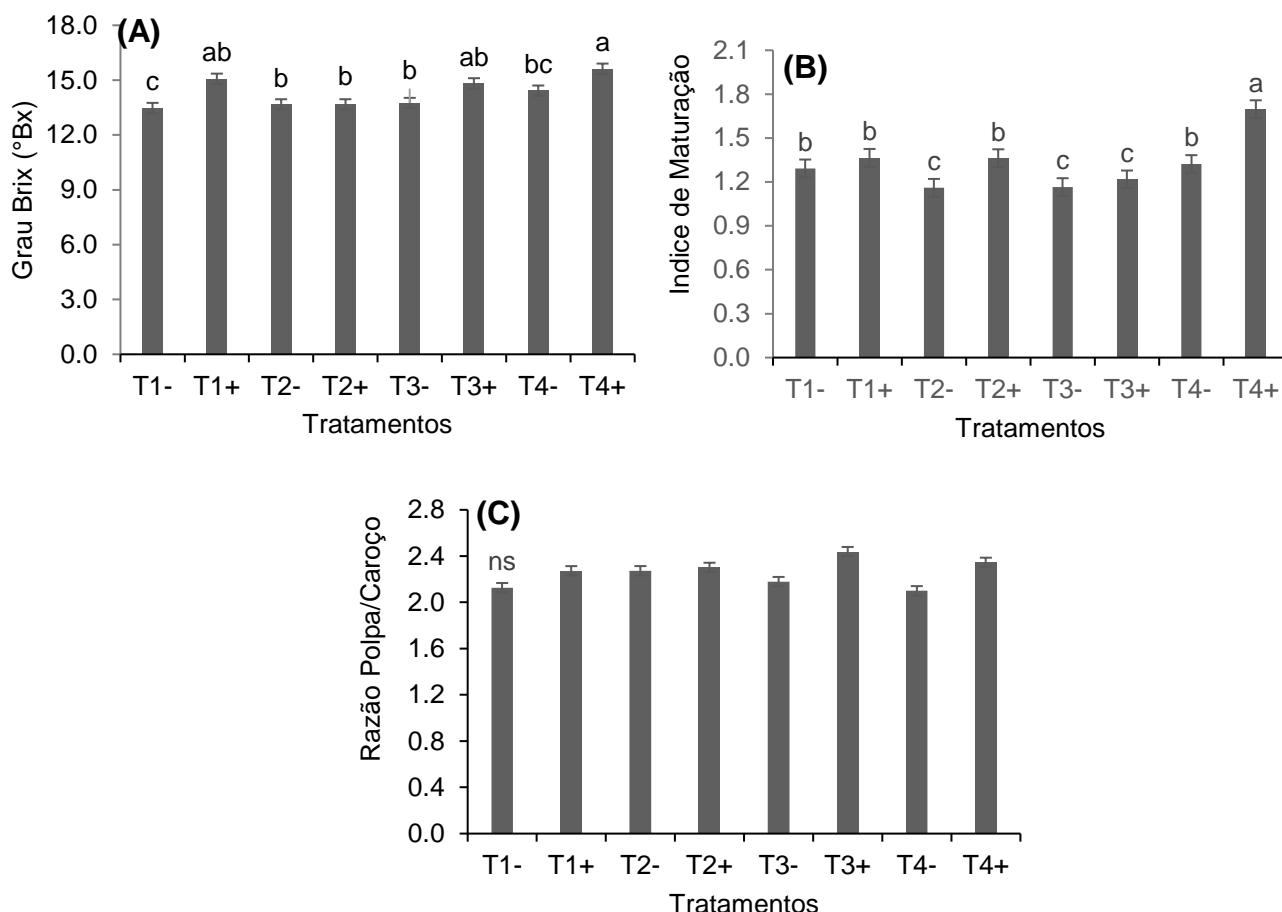 (A)
Grau Brix (°Bx)
18.0
15.0
12.0
9.0
6.0
3.0
0.0
c ab b b b ab bc a
T1- T1+ T2- T2+ T3- T3+ T4- T4+
Tratamentos
(B)
Indice de Maturação
2.1
1.8
1.5
1.2
0.9
0.6
0.3
0.0
b b c b c c b a
T1- T1+ T2- T2+ T3- T3+ T4- T4+
Tratamentos
(C)
Razão Polpa/Caroço
2.8
2.4
2.0
1.6
1.2
0.8
0.4
0.0
ns
T1- T1+ T2- T2+ T3- T3+ T4- T4+
Tratamentos